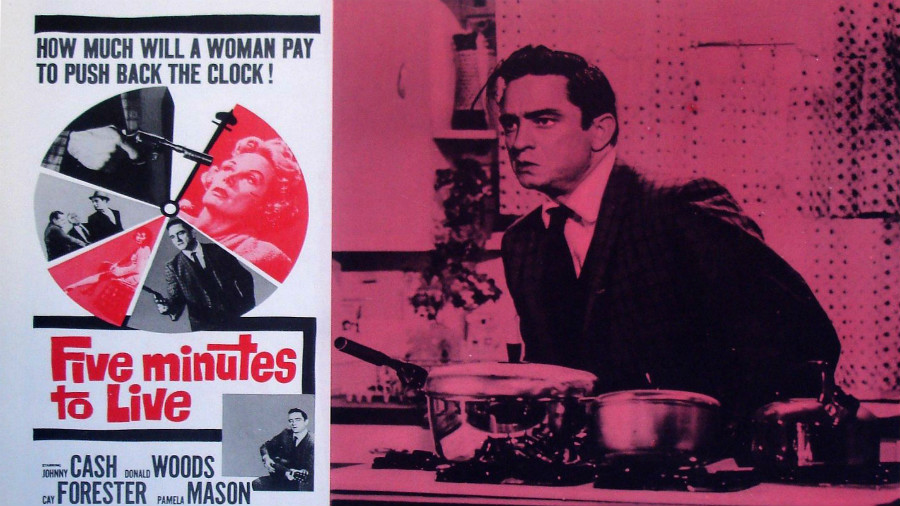 HOW MUCH WILL A WOMAN PAY
TO PUSH BACK THE CLOCK!
Five minutes
to Live
STARRING
JOHNNY CASH DONALD WOODS
CAY FORESTER PAMELA MASON